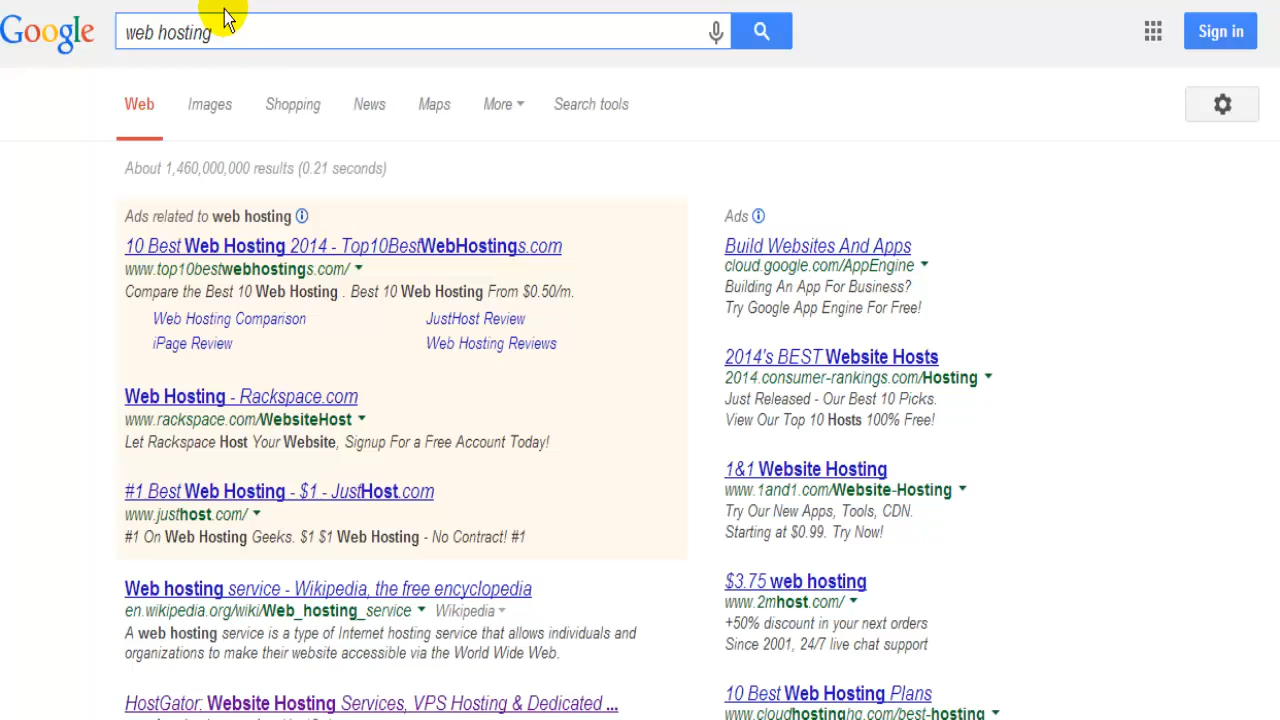 Google
web hosting
Sign in
Web Images Shopping News Maps More Search tools
About 1,460,000,000 results (0.21 seconds)
Ads related to web hosting
10 Best Web Hosting 2014 - Top10BestWebHostings.com
www.top10bestwebhostings.com/
Compare the Best 10 Web Hosting . Best 10 Web Hosting From $0.50/m.
Web Hosting Comparison JustHost Review
iPage Review Web Hosting Reviews
Web Hosting - Rackspace.com
www.rackspace.com/WebsiteHost
Let Rackspace Host Your Website, Signup For a Free Account Today!
#1 Best Web Hosting - $1 - JustHost.com
www.justhost.com/
#1 On Web Hosting Geeks. $1 $1 Web Hosting - No Contract! #1
Web hosting service - Wikipedia, the free encyclopedia
en.wikipedia.org/wiki/Web_hosting_service Wikipedia
A web hosting service is a type of Internet hosting service that allows individuals and
organizations to make their website accessible via the World Wide Web.
HostGator: Website Hosting Services, VPS Hosting & Dedicated ...
Ads
Build Websites And Apps
cloud.google.com/AppEngine
Building An App For Business?
Try Google App Engine For Free!
2014's BEST Website Hosts
2014.consumer-rankings.com/Hosting
Just Released - Our Best 10 Picks.
View Our Top 10 Hosts 100% Free!
1&1 Website Hosting
www.1and1.com/Website-Hosting
Try Our New Apps, Tools, CDN.
Starting at $0.99. Try Now!
$3.75 web hosting
www.2mhost.com/
+50% discount in your next orders
Since 2001, 24/7 live chat support
10 Best Web Hosting Plans
www.cloudhostinghq.com/best-hosting